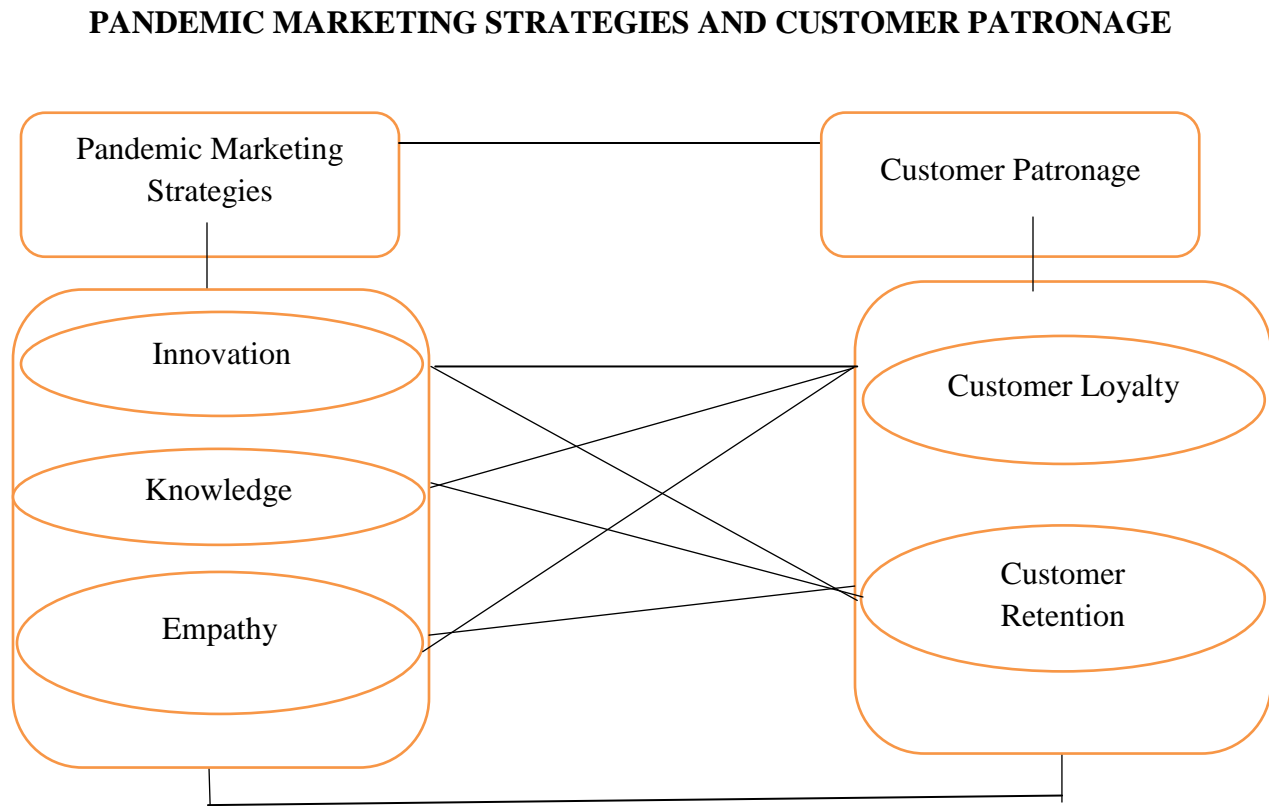 PANDEMIC MARKETING STRATEGIES AND CUSTOMER PATRONAGE
Pandemic Marketing
Strategies
Customer Patronage
Innovation
Knowledge
Empathy
Customer Loyalty
Customer
Retention